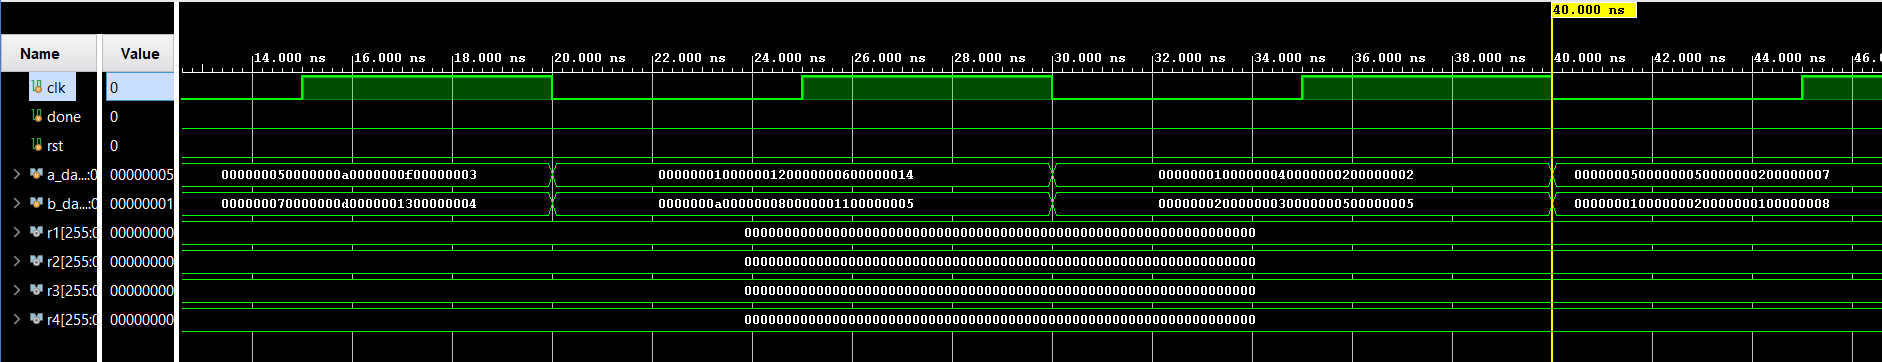 40.000 ns
Name Value
14.000 ns 16.000 ns 18.000 ns 20.000 ns 22.000 ns 24.000 ns 26.000 ns 28.000 ns 30.000 ns 32.000 ns 34.000 ns 36.000 ns 38.000 ns 40.000 ns 42.000 ns 44.000 ns 46.0
clk 0
done 0
rst 0
a_da...:0 00000005 000000050000000a0000000f00000003 00000001000000120000000600000014 00000001000000040000000200000002 00000005000000050000000200000007
b_da...:0 00000001 000000070000000d0000001300000004 0000000a000000080000001100000005 00000002000000030000000500000005 00000001000000020000000100000008
r1[255:0 00000000 0000000000000000000000000000000000000000000000000000000000000000
r2[255:0 00000000 0000000000000000000000000000000000000000000000000000000000000000
r3[255:0 00000000 0000000000000000000000000000000000000000000000000000000000000000
r4[255:0 00000000 0000000000000000000000000000000000000000000000000000000000000000